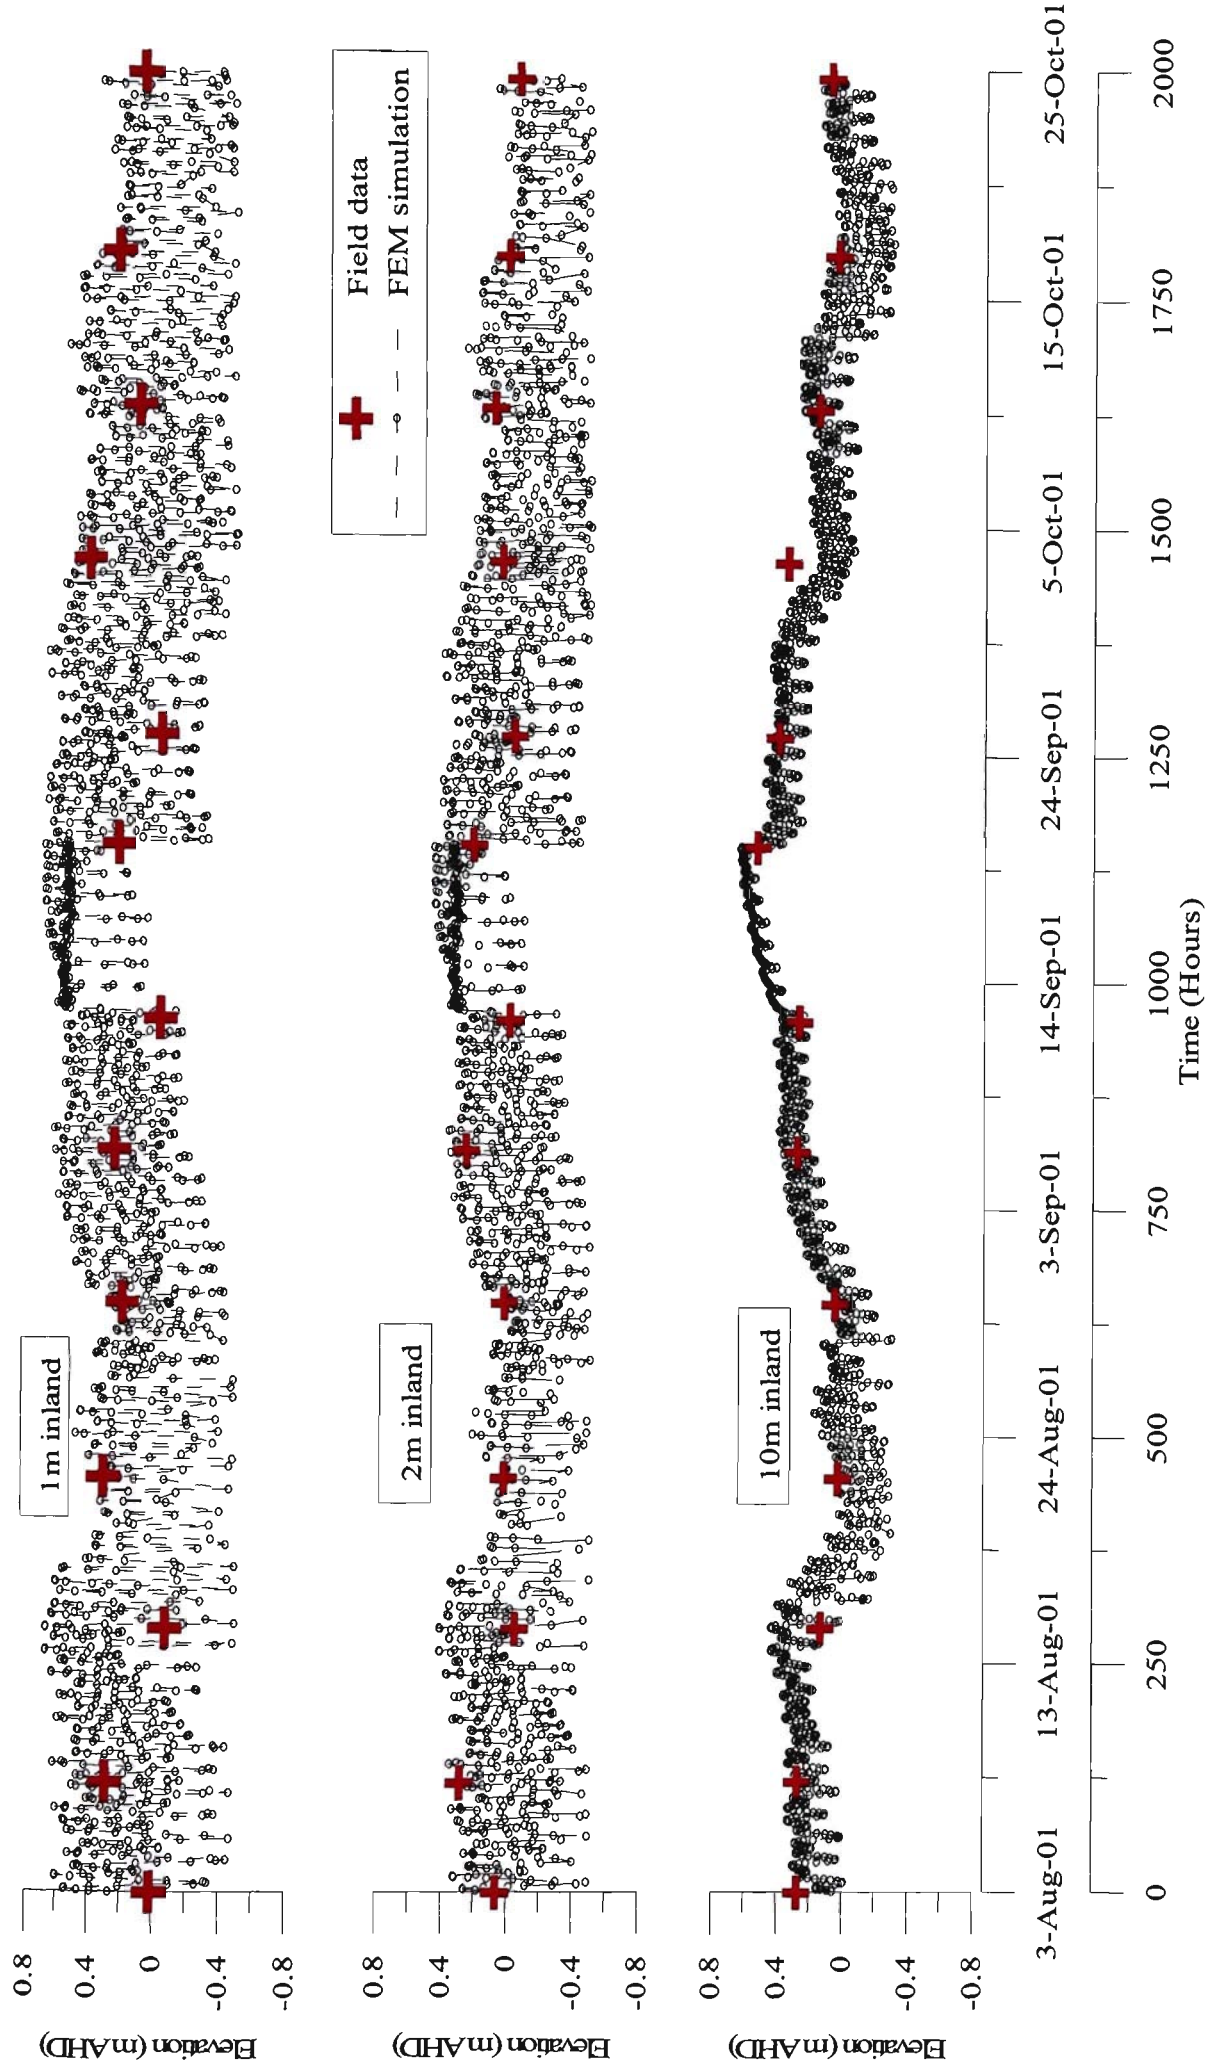 1m inland
0.8
0.4
0
-0.4
-0.8
Elevation (mAHD)
Field data
FEM simulation
2m inland
0.8
0.4
0
-0.4
-0.8
Elevation (mAHD)
10m inland
0.8
0.4
0
-0.4
-0.8
Elevation (mAHD)
3-Aug-01 13-Aug-01 24-Aug-01 3-Sep-01 14-Sep-01 24-Sep-01 5-Oct-01 15-Oct-01 25-Oct-01
0 250 500 750 1000 1250 1500 1750 2000
Time (Hours)